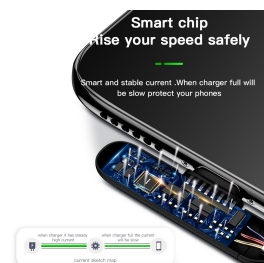 Smart chip
Rise your speed safely
Smart and stable current .When charger full will
be slow protect your phones
when charger it has steady
high current
when charger full the current
will be slow
current sketch map